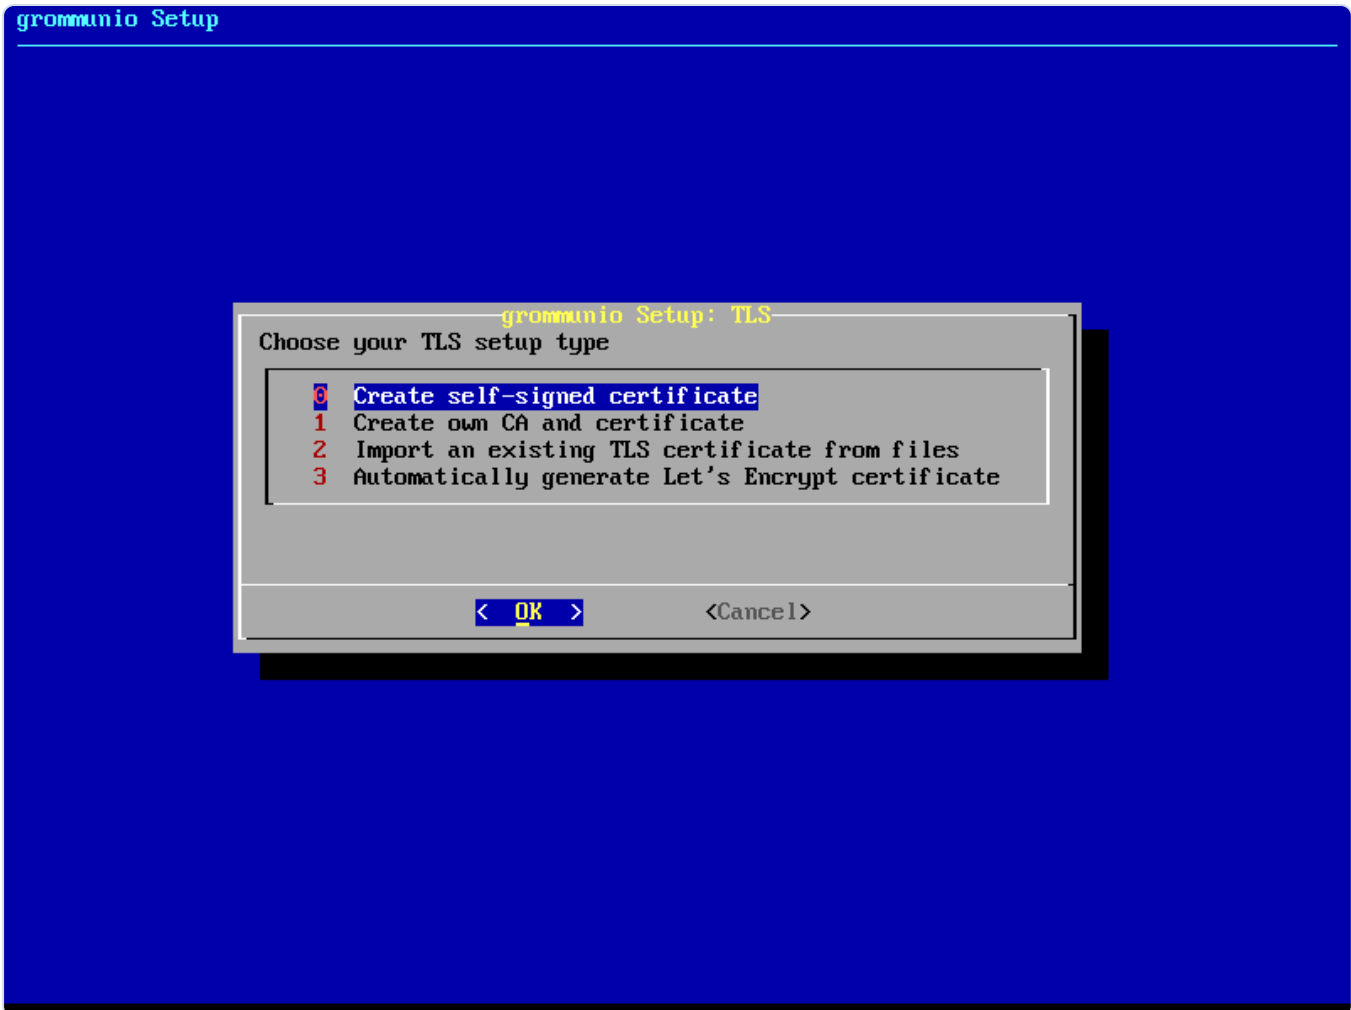 grommunio Setup
grommunio Setup: TLS
Choose your TLS setup type
0 Create self-signed certificate
1 Create own CA and certificate
2 Import an existing TLS certificate from files
3 Automatically generate Let's Encrypt certificate
< OK > <Cancel>